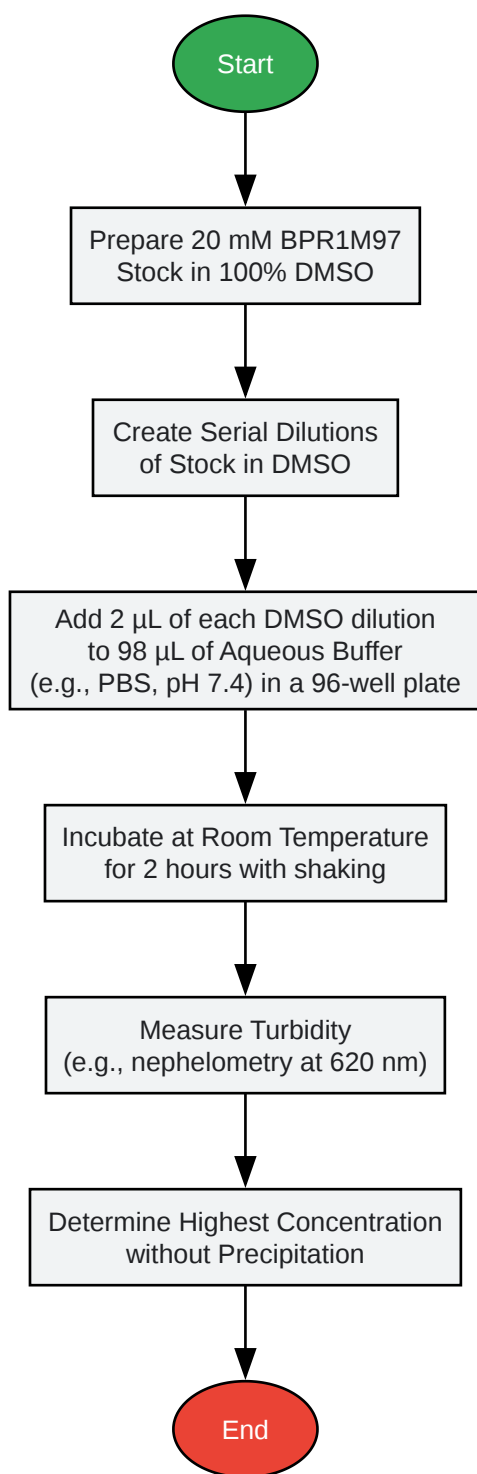 Start
Prepare 20 mM BPR1M97
Stock in 100% DMSO
Create Serial Dilutions
of Stock in DMSO
Add 2 µL of each DMSO dilution
to 98 µL of Aqueous Buffer
(e.g., PBS, pH 7.4) in a 96-well plate
Incubate at Room Temperature
for 2 hours with shaking
Measure Turbidity
(e.g., nephelometry at 620 nm)
Determine Highest Concentration
without Precipitation
End